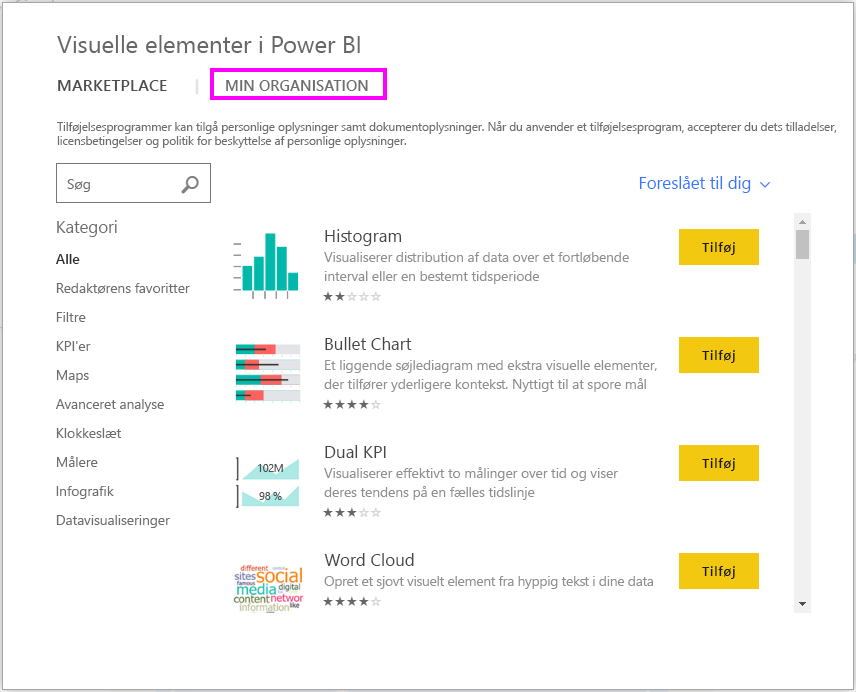 Visuelle elementer i Power BI
MARKETPLACE | MIN ORGANISATION
Tilføjelsesprogrammer kan tilgå personlige oplysninger samt dokumentoplysninger. Når du anvender et tilføjelsesprogram, accepterer du dets tilladelser,
licensbetingelser og politik for beskyttelse af personlige oplysninger.
Søg
Foreslået til dig
Kategori
Alle
Redaktørens favoritter
Filtre
KPI'er
Maps
Avanceret analyse
Klokkeslæt
Målere
Infografik
Datavisualiseringer
Histogram
Visualiserer distribution af data over et fortløbende
interval eller en bestemt tidsperiode
Tilføj
Bullet Chart
Et liggende søjlediagram med ekstra visuelle elementer,
der tilfører yderligere kontekst. Nyttigt til at spore mål
Tilføj
102M
98 %
Dual KPI
Visualiserer effektivt to målinger over tid og viser
deres tendens på en fælles tidslinje
Tilføj
different
sites social
famous
media digital
content networ
information like
Word Cloud
Opret et sjovt visuelt element fra hyppig tekst i dine data
Tilføj